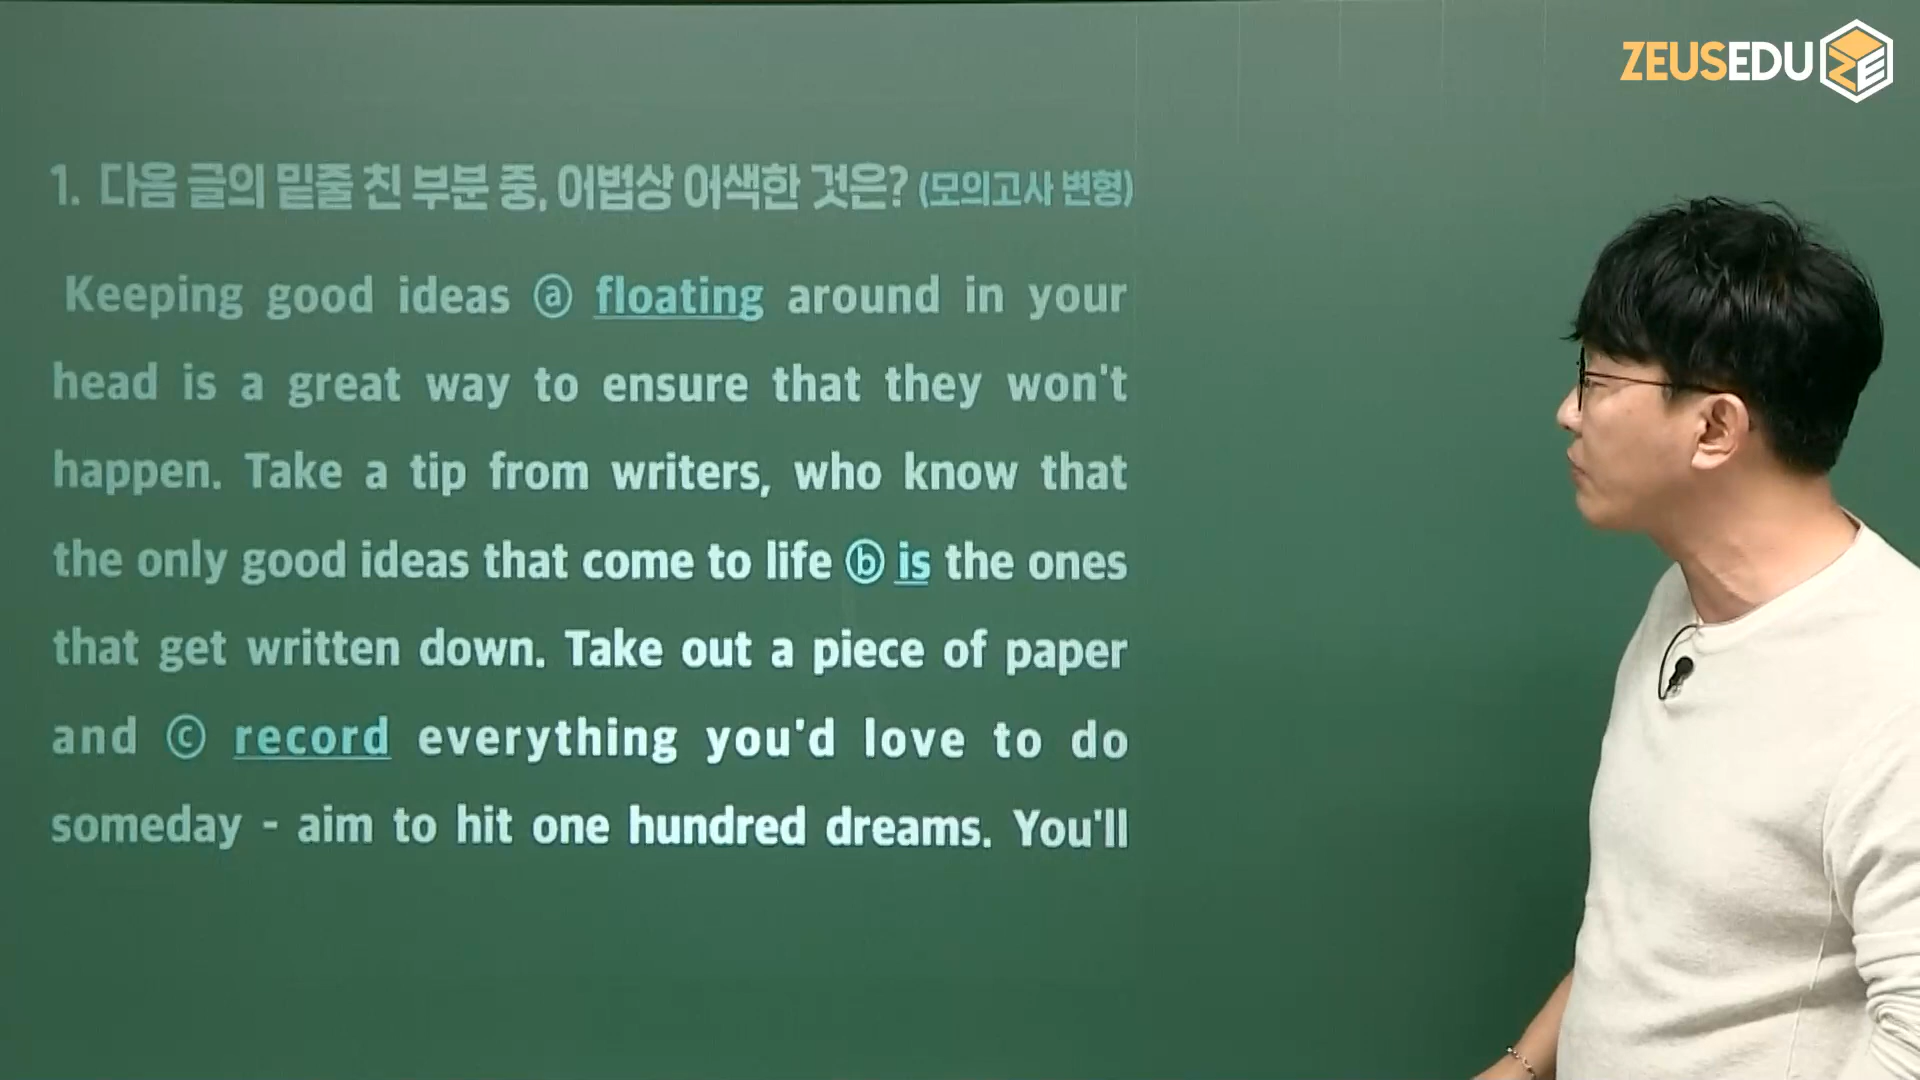 ZEUSEDU
1. 다음 글의 밑줄 친 부분 중, 어법상 어색한 것은? (모의고사 변형)
Keeping good ideas ⓐ floating around in your
head is a great way to ensure that they won't
happen. Take a tip from writers, who know that
the only good ideas that come to life ⓑ is the ones
that get written down. Take out a piece of paper
and ⓒ record everything you'd love to do
someday - aim to hit one hundred dreams. You'll